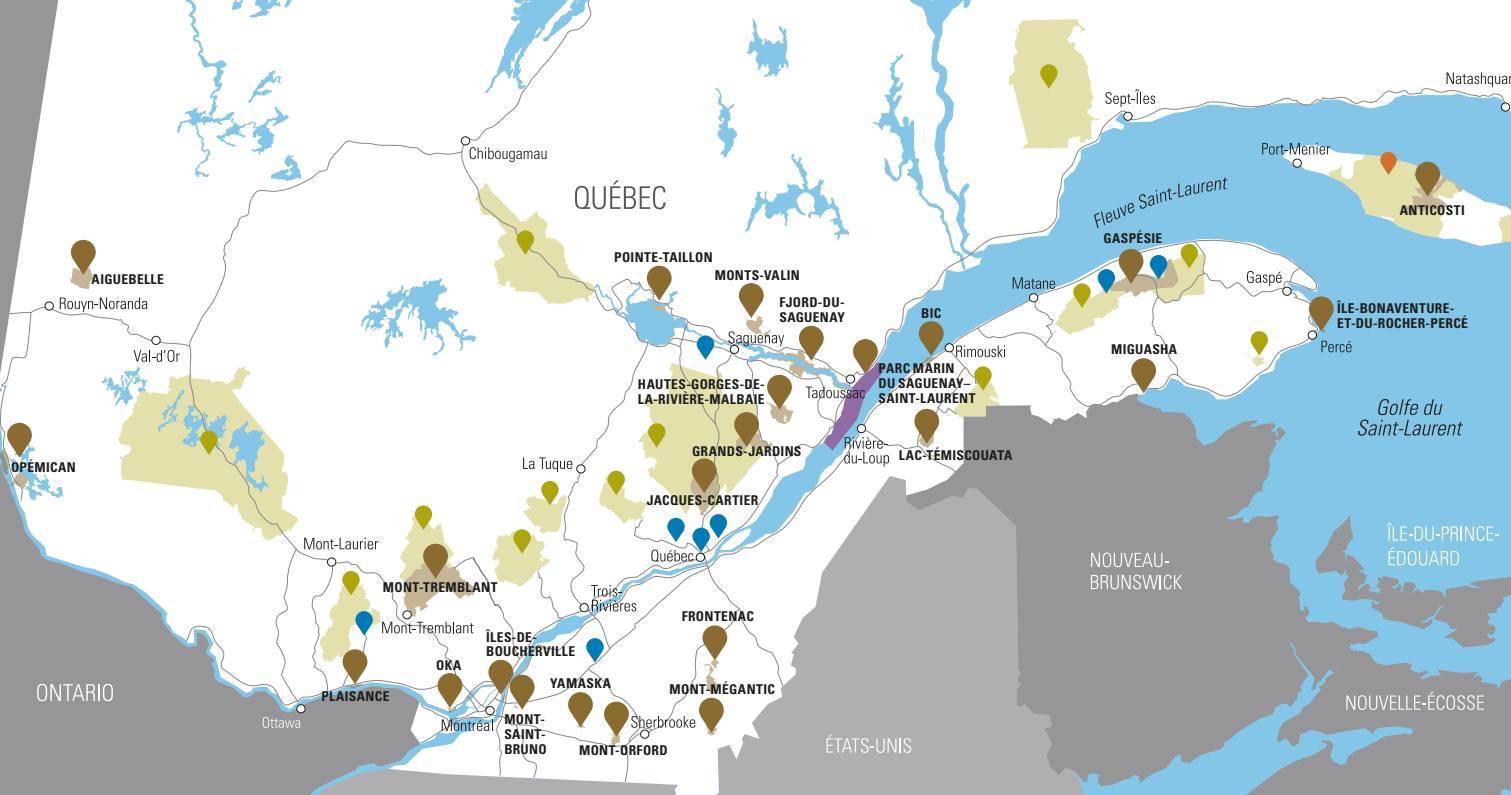 Natashquan
Sept-Îles
Port-Menier
Chibougamau
QUÉBEC
Fleuve Saint-Laurent
ANTICOSTI
GASPÉSIE
POINTE-TAILLON
MONTS-VALIN
AIGUEBELLE
Gaspé
Matane
Rouyn-Noranda
FJORD-DU-
SAGUENAY
BIC
ÎLE-BONAVENTURE-
ET-DU-ROCHER-PERCÉ
Saguenay
Percé
Val-d'Or
Rimouski
MIGUASHA
PARC MARIN
DU SAGUENAY–
SAINT-LAURENT
HAUTES-GORGES-DE-
LA-RIVIÈRE-MALBAIE
Tadoussac
Golfe du
Saint-Laurent
GRANDS-JARDINS
Rivière-
du-Loup
LAC-TÉMISCOUATA
OPÉMICAN
La Tuque
JACQUES-CARTIER
Mont-Laurier
Québec
ÎLE-DU-PRINCE-
ÉDOUARD
NOUVEAU-
BRUNSWICK
MONT-TREMBLANT
Trois-
Rivières
Mont-Tremblant
FRONTENAC
ÎLES-DE-
BOUCHERVILLE
OKA
YAMASKA
MONT-MÉGANTIC
ONTARIO
PLAISANCE
NOUVELLE-ÉCOSSE
Ottawa
Montréal
MONT-
SAINT-
BRUNO
Sherbrooke
MONT-ORFORD
ÉTATS-UNIS